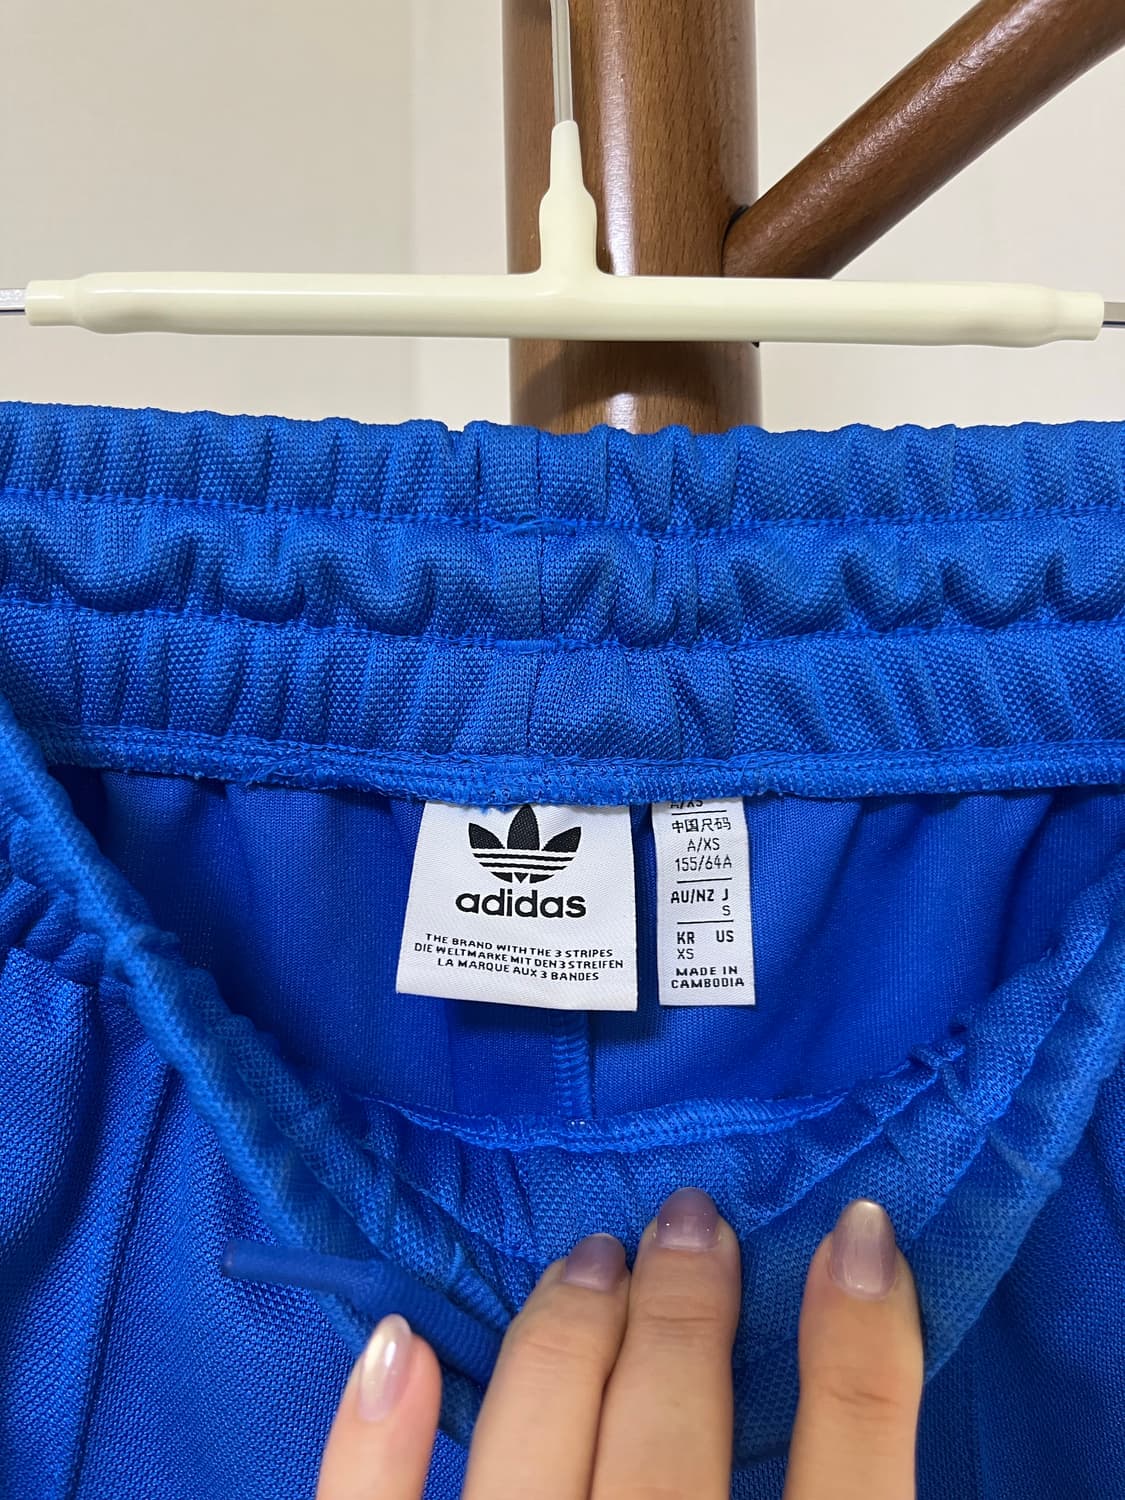 adidas
THE BRAND WITH THE 3 STRIPES
DIE WELTMARKE MIT DEN 3 STREIFEN
LA MARQUE AUX 3 BANDES
A/XS
中国尺码
A/XS
155/64A
AU/NZ J
S
KR US
XS
MADE IN
CAMBODIA